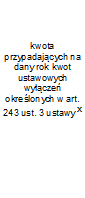 kwota
przypadających na
dany rok kwot
ustawowych
wyłączeń
określonych w art.
243 ust. 3 ustawy x